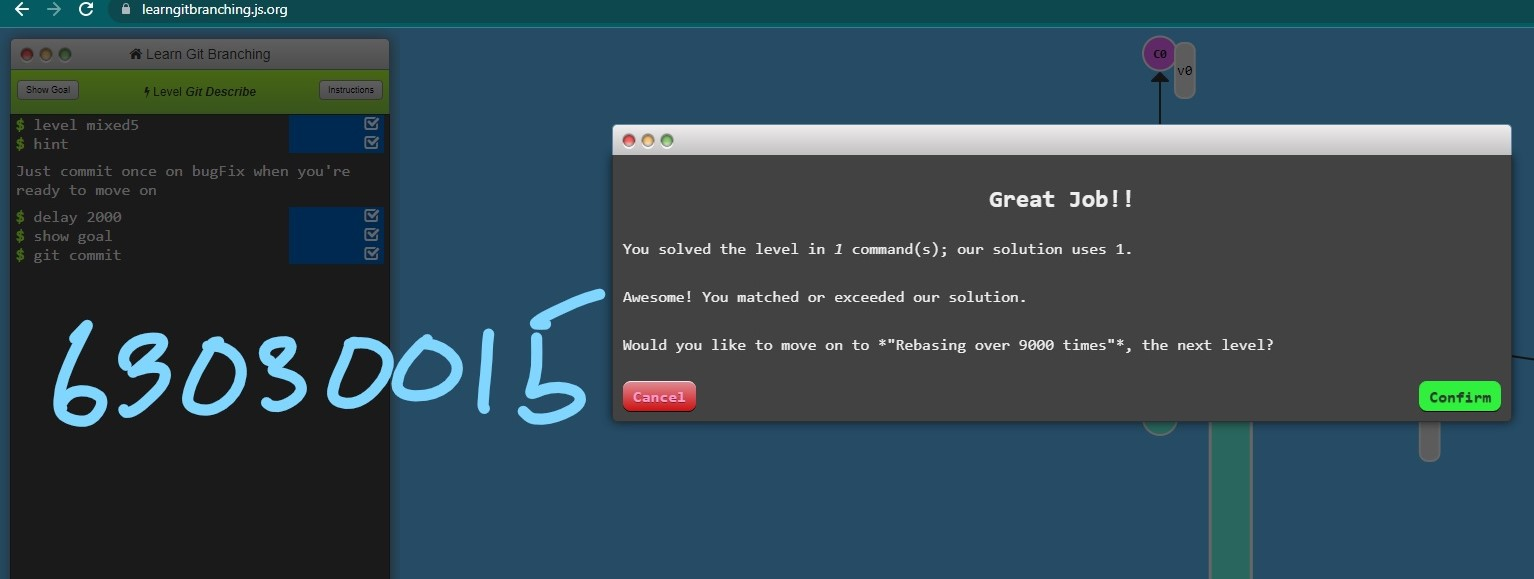 learngitbranching.js.org
Learn Git Branching
Show Goal
Level Git Describe
Instructions
$ level mixed5
$ hint
Just commit once on bugFix when you're
ready to move on
$ delay 2000
$ show goal
$ git commit
63030015
C0
v0
Great Job!!
You solved the level in 1 command(s); our solution uses 1.
Awesome! You matched or exceeded our solution.
Would you like to move on to *"Rebasing over 9000 times"*, the next level?
Cancel
Confirm